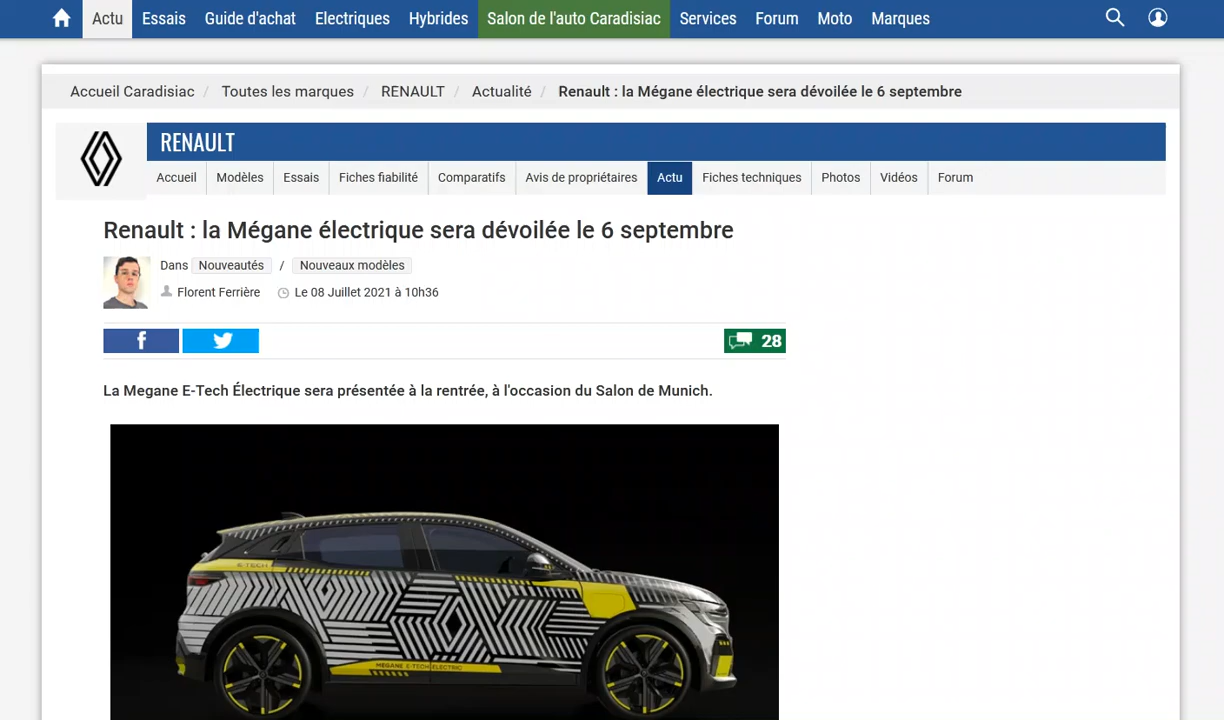 Actu Essais Guide d'achat Electriques Hybrides Salon de l'auto Caradisiac Services Forum Moto Marques
Accueil Caradisiac / Toutes les marques / RENAULT / Actualité / Renault : la Mégane électrique sera dévoilée le 6 septembre
RENAULT
Accueil Modèles Essais Fiches fiabilité Comparatifs Avis de propriétaires Actu Fiches techniques Photos Vidéos Forum
Renault : la Mégane électrique sera dévoilée le 6 septembre
Dans Nouveautés / Nouveaux modèles
Florent Ferrière Le 08 Juillet 2021 à 10h36
28
La Megane E-Tech Électrique sera présentée à la rentrée, à l'occasion du Salon de Munich.
E-TECH
MEGANE E-TECH ELECTRIC